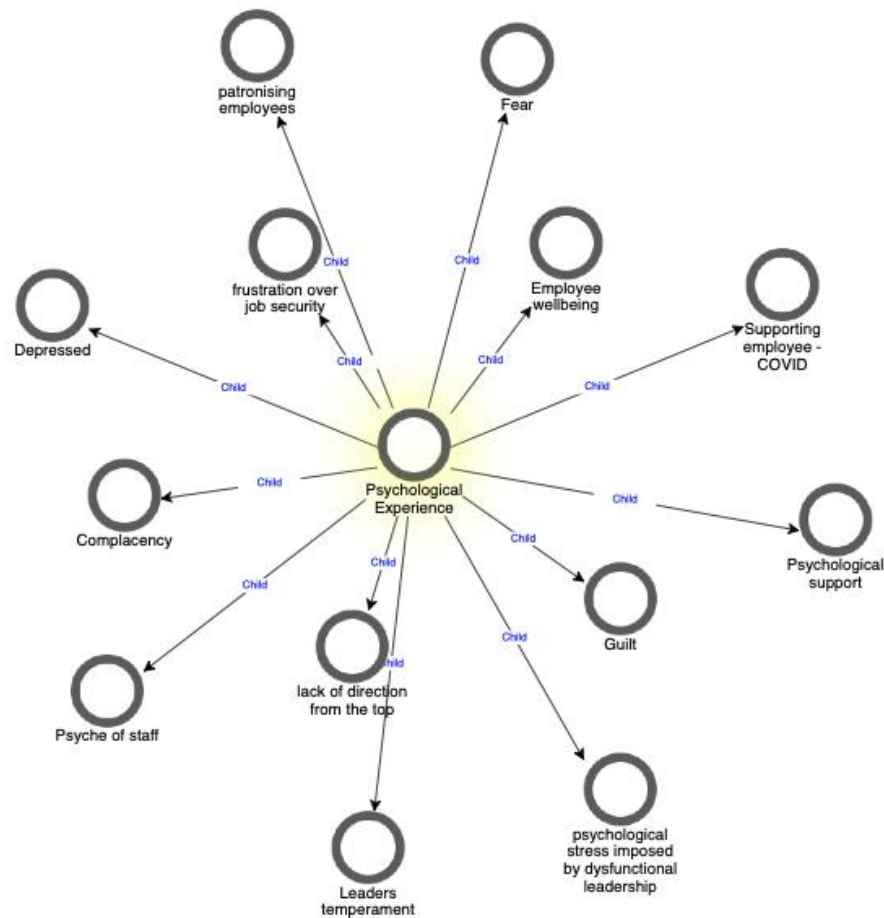 patronising
employees
Fear
Child
Child
frustration over
job security
Employee
wellbeing
Supporting
employee -
COVID
Depressed
Child
Child
Child
Child
Psychological
Experience
Child
Complacency
Child
Psychological
support
Child
Child
Child
Guilt
Child
Child
lack of direction
from the top
Psyche of staff
psychological
stress imposed
by dysfunctional
leadership
Leaders
temperament